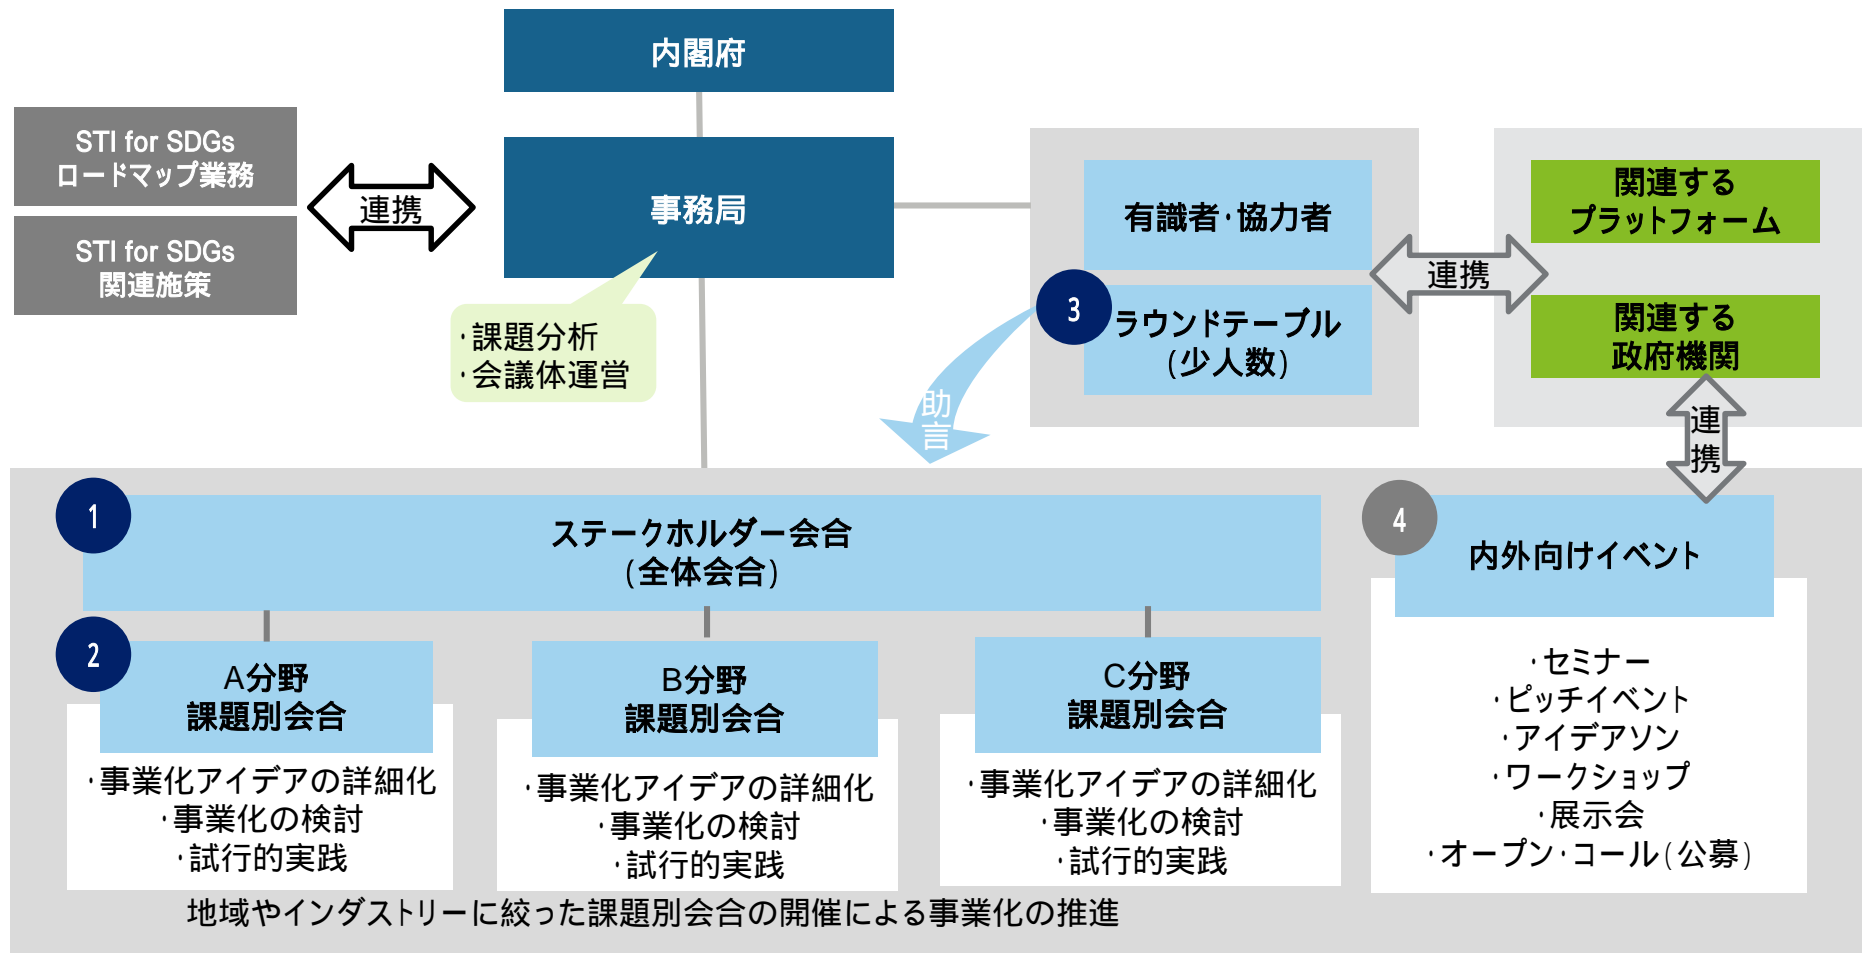 内閣府
STI for SDGs
ロードマップ業務
STI for SDGs
関連施策
連携
事務局
・課題分析
・会議体運営
有識者・協力者
3
ラウンドテーブル
(少人数)
連携
関連する
プラットフォーム
関連する
政府機関
連
携
助
言
1
ステークホルダー会合
(全体会合)
2
A分野
課題別会合
・事業化アイデアの詳細化
・事業化の検討
・試行的実践
B分野
課題別会合
・事業化アイデアの詳細化
・事業化の検討
・試行的実践
C分野
課題別会合
・事業化アイデアの詳細化
・事業化の検討
・試行的実践
4
内外向けイベント
・セミナー
・ピッチイベント
・アイデアソン
・ワークショップ
・展示会
・オープン・コール(公募)
地域やインダストリーに絞った課題別会合の開催による事業化の推進